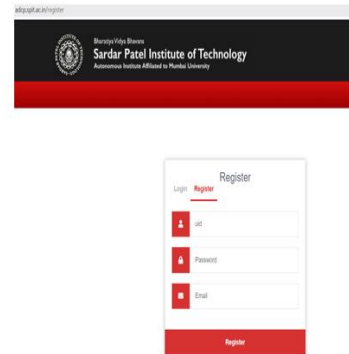 adcp.spit.ac.in/register
Bharatiya Vidya Bhavans
Sardar Patel Institute of Technology
Autonomous Institute Affiliated to Mumbai University
Register
Login Register
uid
Password
Email
Register